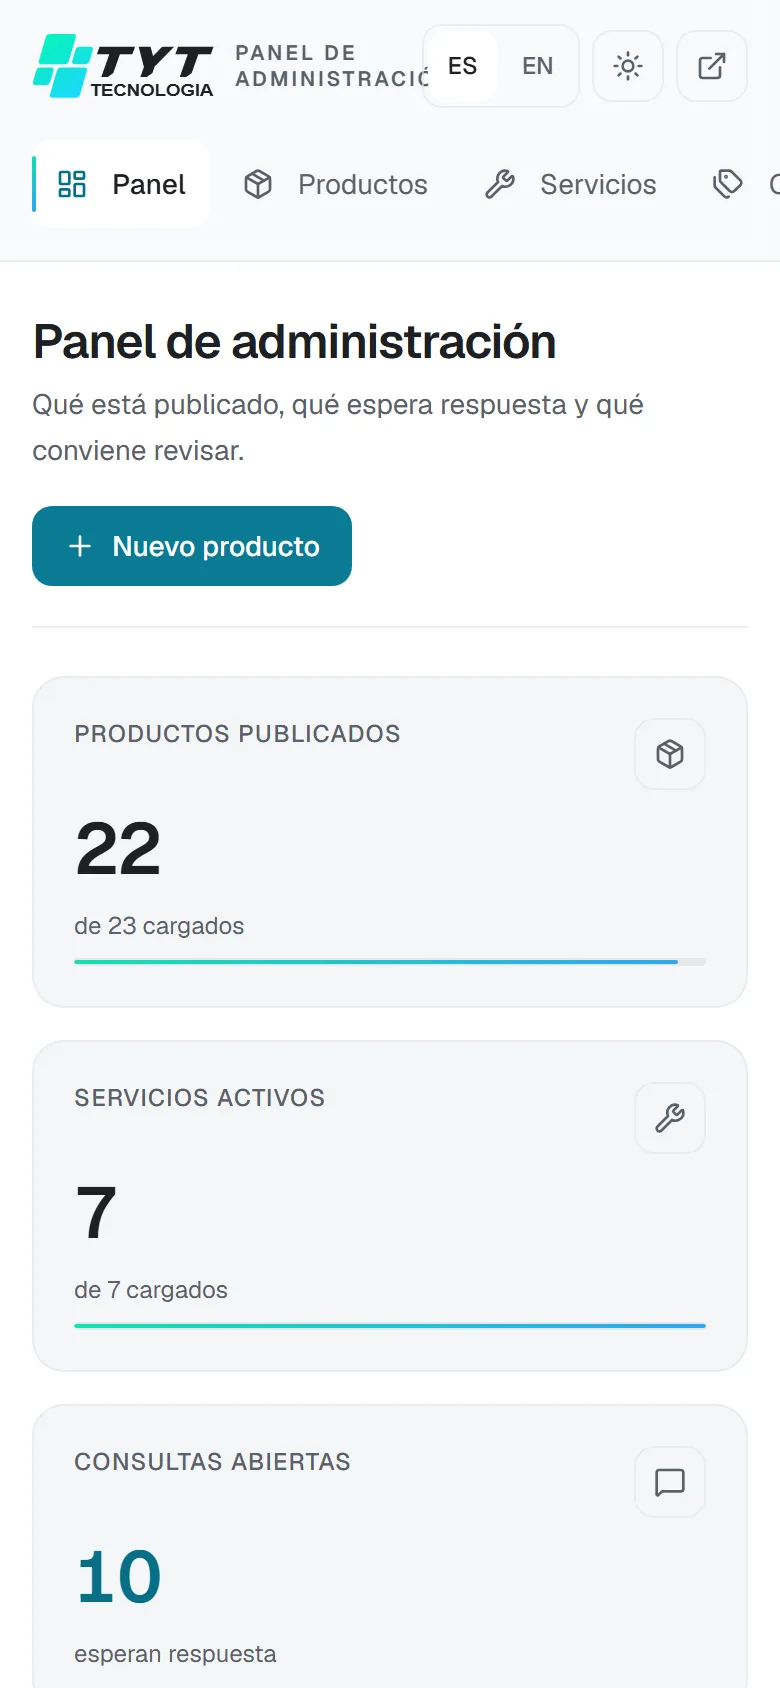 TYT
TECNOLOGIA
PANEL DE
ADMINISTRACIÓ
ES
EN
Panel
Productos
Servicios
Panel de administración
Qué está publicado, qué espera respuesta y qué
conviene revisar.
Nuevo producto
PRODUCTOS PUBLICADOS
22
de 23 cargados
SERVICIOS ACTIVOS
7
de 7 cargados
CONSULTAS ABIERTAS
10
esperan respuesta